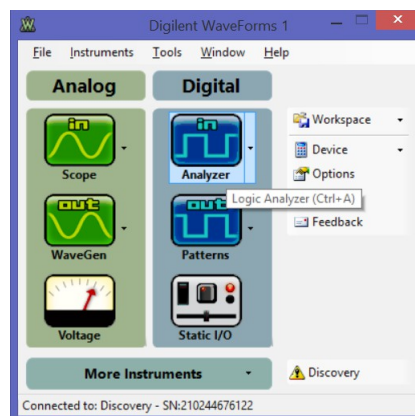 Digilent WaveForms 1
File Instruments Tools Window Help
Analog Digital
in in
Scope Analyzer
out out
WaveGen Patterns
Voltage Static I/O
More Instruments
Workspace
Device
Options
Logic Analyzer (Ctrl+A)
Feedback
Discovery
Connected to: Discovery - SN:210244676122